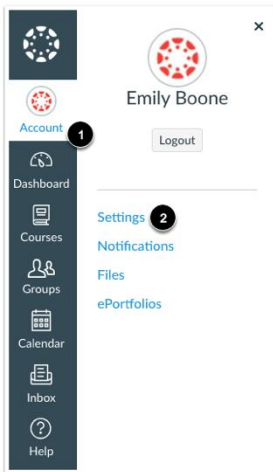 Account
1
Dashboard
Courses
Groups
Calendar
Inbox
Help
×
Emily Boone
Logout
Settings 2
Notifications
Files
ePortfolios